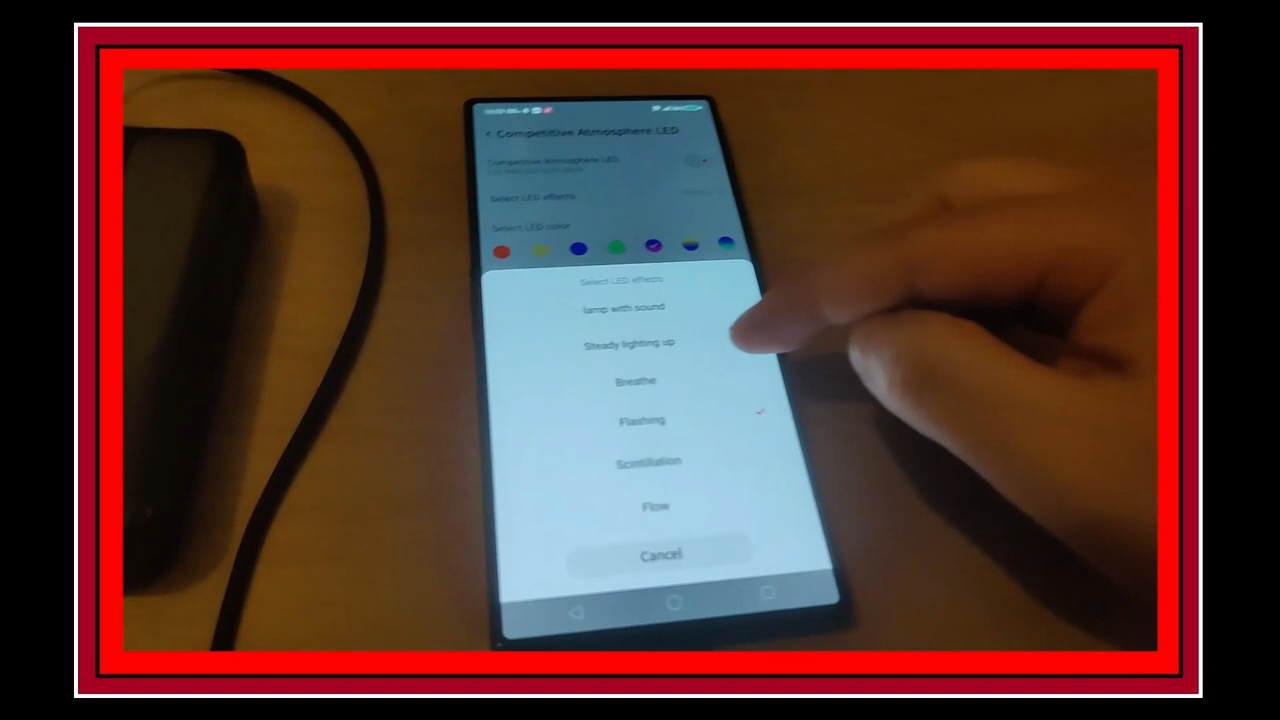 Competitive Atmosphere LED
Competitive Atmosphere LED
Select LED effects
Select LED color
Select LED effects
lamp with sound
Steady lighting up
Breathe
Flashing
Scintillation
Flow
Cancel